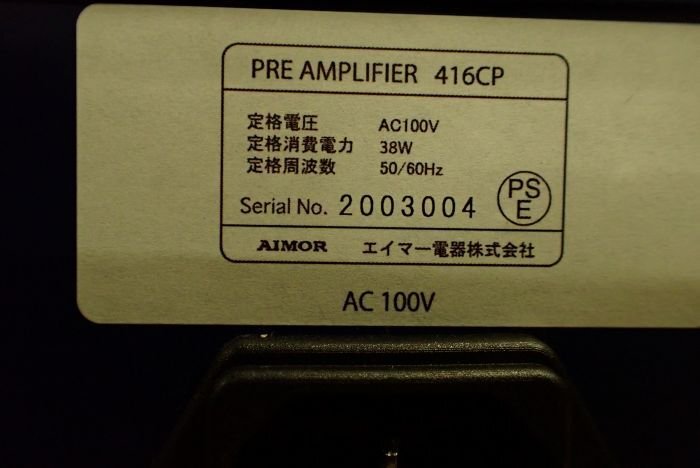 PRE AMPLIFIER 416CP
定格電圧 AC100V
定格消費電力 38W
定格周波数 50/60Hz
Serial No. 2003004
PS
E
AIMOR エイマー電器株式会社
AC 100V